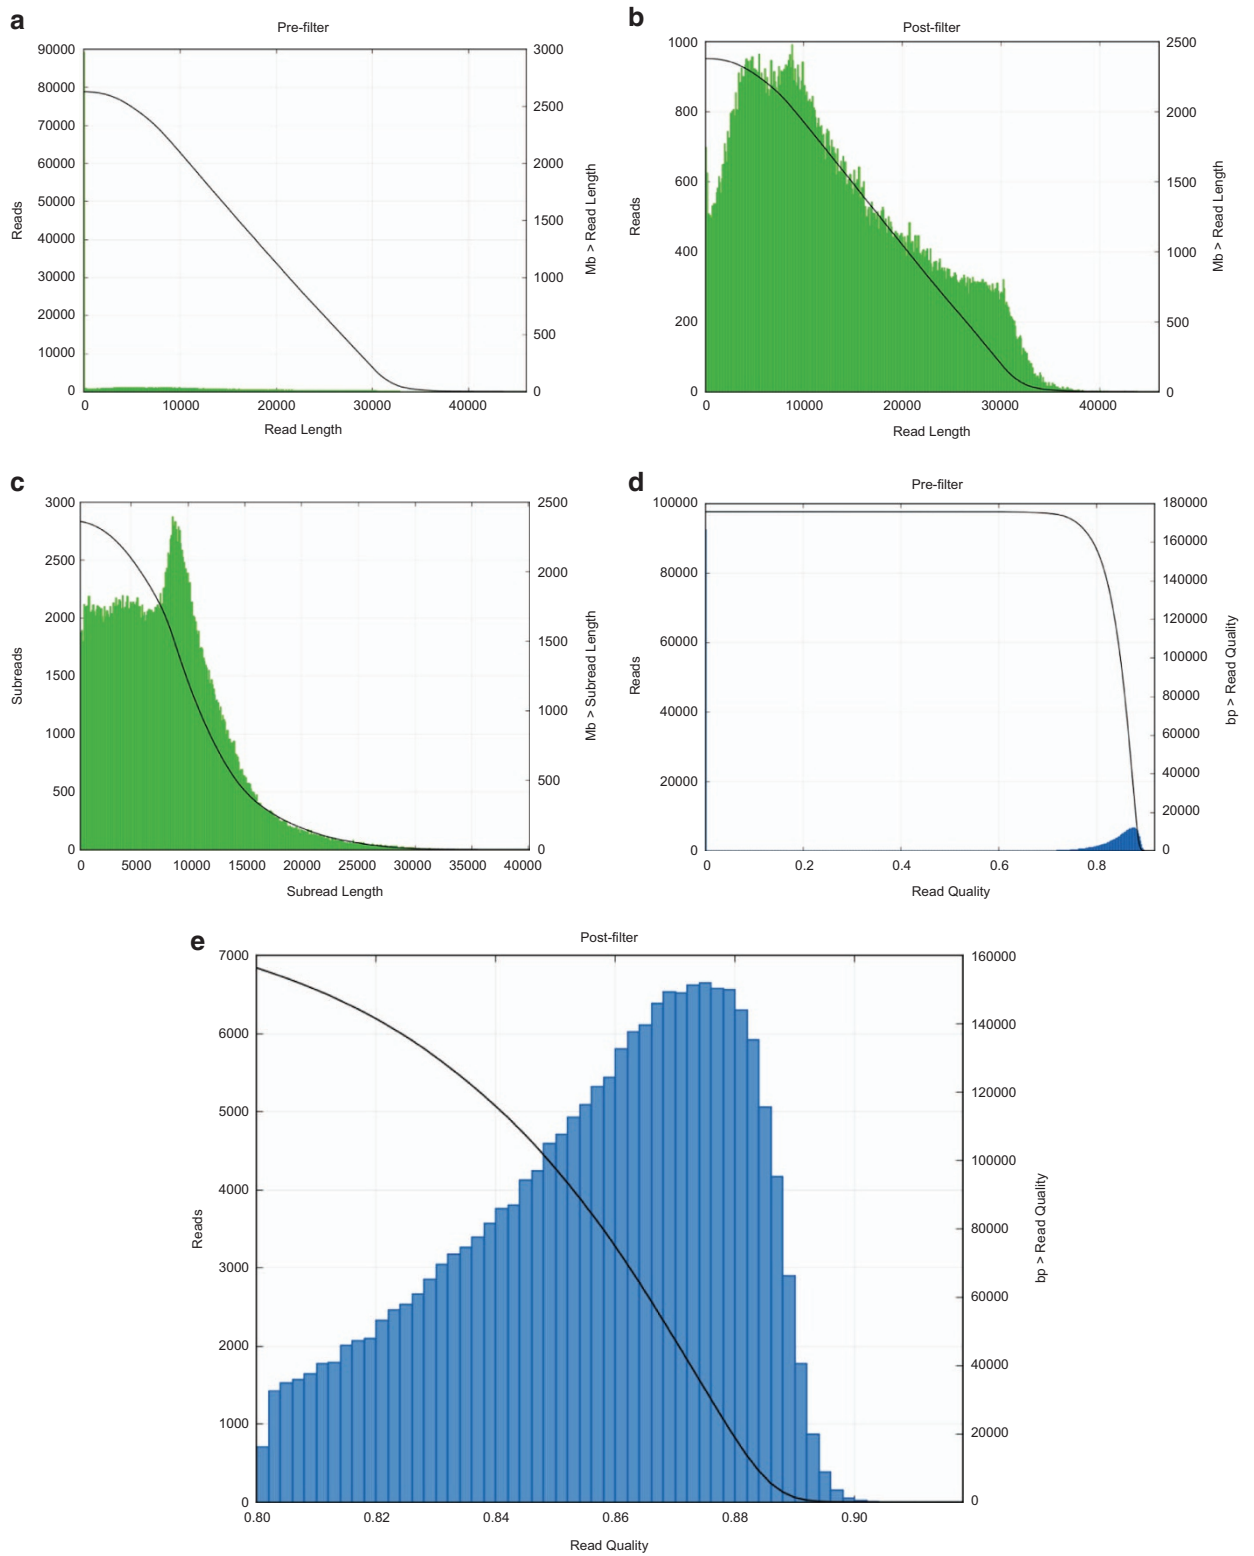 a
Pre-filter
90000
80000
70000
60000
50000
40000
30000
20000
10000
0
Reads
3000
2500
2000
1500
1000
500
0
Mb > Read Length
0 10000 20000 30000 40000
Read Length
b
Post-filter
1000
800
600
400
200
0
Reads
2500
2000
1500
1000
500
0
Mb > Read Length
0 10000 20000 30000 40000
Read Length
c
3000
2500
2000
1500
1000
500
0
Subreads
2500
2000
1500
1000
500
0
Mb > Subread Length
0 5000 10000 15000 20000 25000 30000 35000 40000
Subread Length
d
Pre-filter
100000
80000
60000
40000
20000
0
Reads
180000
160000
140000
120000
100000
80000
60000
40000
20000
0
bp > Read Quality
0 0.2 0.4 0.6 0.8
Read Quality
e
Post-filter
7000
6000
5000
4000
3000
2000
1000
0
Reads
160000
140000
120000
100000
80000
60000
40000
20000
0
bp > Read Quality
0.80 0.82 0.84 0.86 0.88 0.90
Read Quality